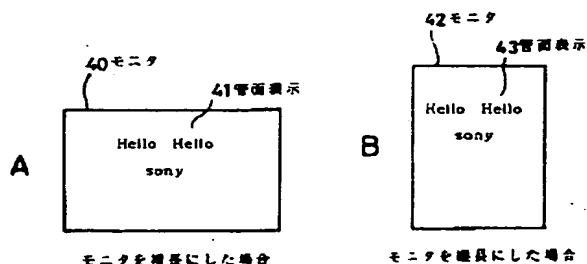 40モニタ
41管面表示
Hello Hello
sony
A
モニタを横長にした場合
42モニタ
43管面表示
Hello Hello
sony
B
モニタを縦長にした場合